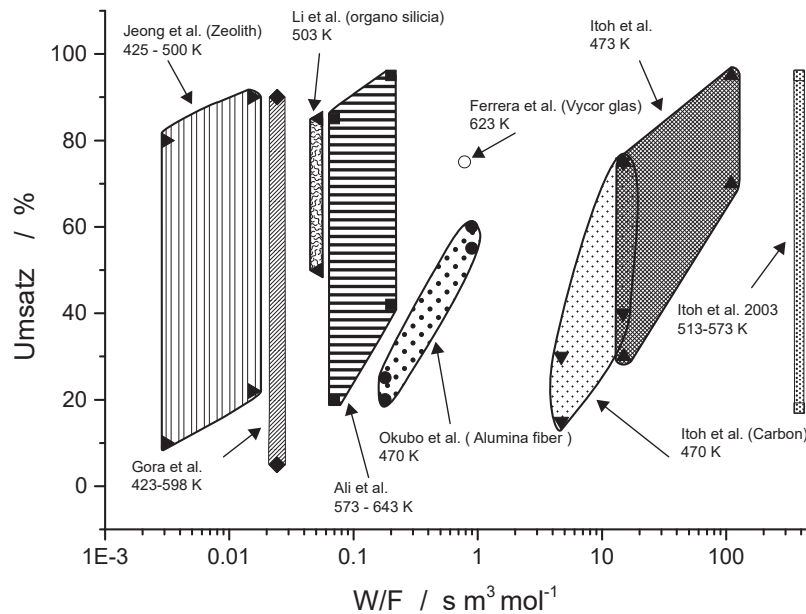 Jeong et al. (Zeolith)
425 - 500 K
Li et al. (organo silicia)
503 K
Itoh et al.
473 K
Ferrera et al. (Vycor glas)
623 K
100
80
60
40
20
0
Umsatz / %
Itoh et al. 2003
513-573 K
Gora et al.
423-598 K
Ali et al.
573 - 643 K
Okubo et al. ( Alumina fiber )
470 K
Itoh et al. (Carbon)
470 K
1E-3 0.01 0.1 1 10 100
W/F / s m³ mol⁻¹